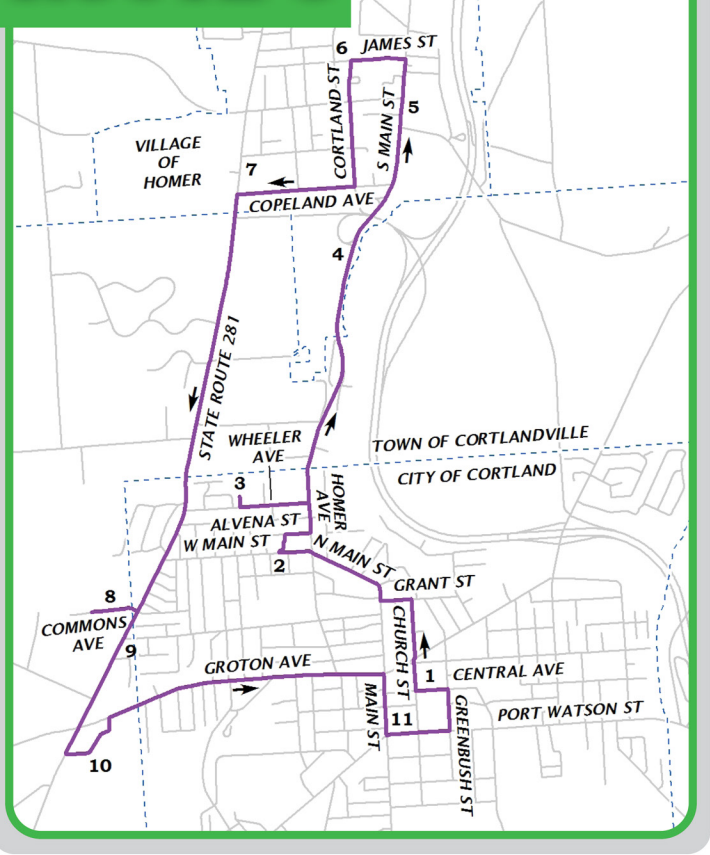 6 JAMES ST
CORTLAND ST
S MAIN ST
5
VILLAGE
OF
HOMER
7
COPELAND AVE
4
STATE ROUTE 281
WHEELER
AVE
TOWN OF CORTLANDVILLE
CITY OF CORTLAND
3
HOMER
AVE
ALVENA ST
W MAIN ST
2
N MAIN ST
GRANT ST
8
COMMONS
AVE
9
CHURCH ST
GROTON AVE
1 CENTRAL AVE
MAIN ST
11
GREENBUSH ST
PORT WATSON ST
10